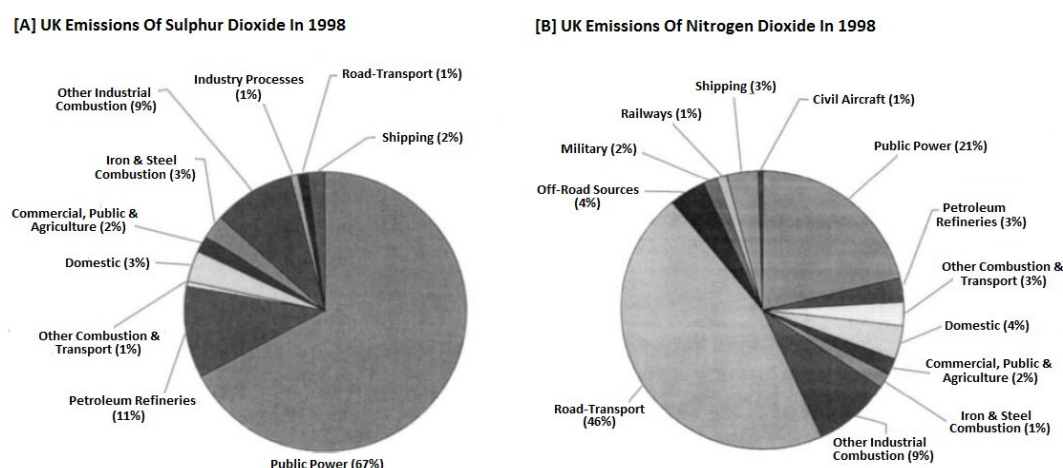 [A] UK Emissions Of Sulphur Dioxide In 1998
Industry Processes
(1%)
Road-Transport (1%)
Other Industrial
Combustion (9%)
Shipping (2%)
Iron & Steel
Combustion (3%)
Commercial, Public &
Agriculture (2%)
Domestic (3%)
Other Combustion &
Transport (1%)
Petroleum Refineries
(11%)
Public Power (67%)
[B] UK Emissions Of Nitrogen Dioxide In 1998
Shipping (3%)
Civil Aircraft (1%)
Railways (1%)
Public Power (21%)
Military (2%)
Off-Road Sources
(4%)
Petroleum
Refineries (3%)
Other Combustion &
Transport (3%)
Domestic (4%)
Commercial, Public &
Agriculture (2%)
Iron & Steel
Combustion (1%)
Road-Transport
(46%)
Other Industrial
Combustion (9%)